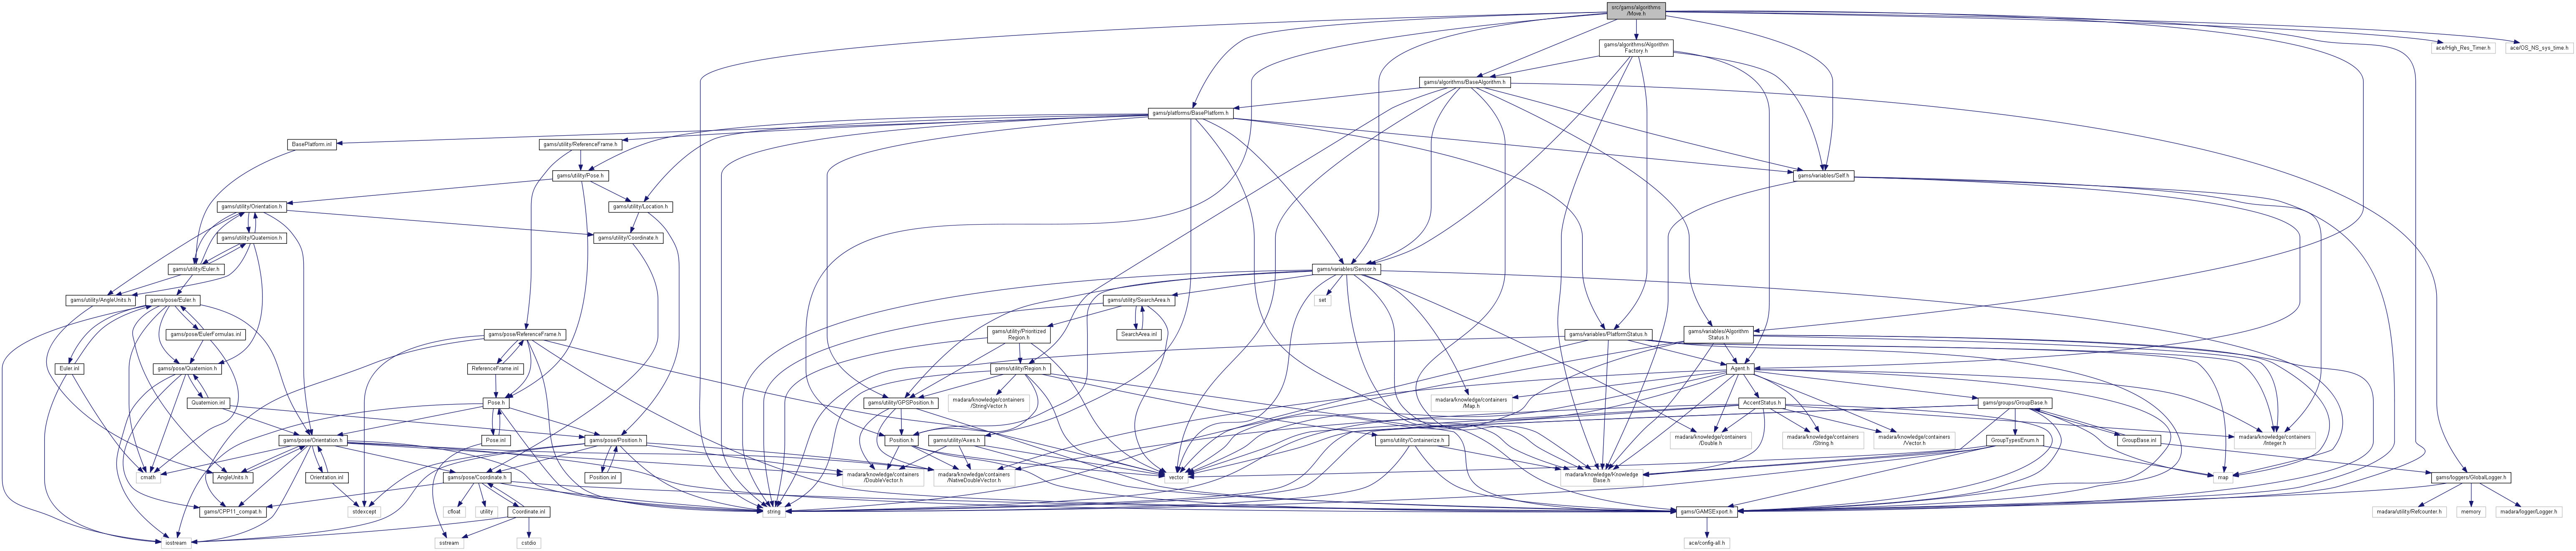 src/gams/algorithms
/Move.h
gams/algorithms/Algorithm
Factory.h
ace/High_Res_Timer.h
ace/OS_NS_sys_time.h
gams/algorithms/BaseAlgorithm.h
gams/platforms/BasePlatform.h
BasePlatform.inl
gams/utility/ReferenceFrame.h
gams/utility/Pose.h
gams/variables/Self.h
gams/utility/Orientation.h
gams/utility/Location.h
gams/utility/Quaternion.h
gams/utility/Coordinate.h
gams/utility/Euler.h
gams/variables/Sensor.h
gams/utility/AngleUnits.h
gams/pose/Euler.h
gams/utility/SearchArea.h
set
gams/pose/EulerFormulas.inl
gams/pose/ReferenceFrame.h
gams/utility/Prioritized
Region.h
SearchArea.inl
gams/variables/PlatformStatus.h
gams/variables/Algorithm
Status.h
Euler.inl
gams/pose/Quaternion.h
ReferenceFrame.inl
gams/utility/Region.h
Agent.h
Quaternion.inl
Pose.h
gams/utility/GPSPosition.h
madara/knowledge/containers
/StringVector.h
madara/knowledge/containers
/Map.h
AccentStatus.h
gams/groups/GroupBase.h
gams/pose/Orientation.h
Pose.inl
gams/pose/Position.h
Position.h
gams/utility/Axes.h
gams/utility/Containerize.h
madara/knowledge/containers
/Double.h
madara/knowledge/containers
/String.h
madara/knowledge/containers
/Vector.h
GroupTypesEnum.h
GroupBase.inl
madara/knowledge/containers
/Integer.h
cmath
AngleUnits.h
Orientation.inl
gams/pose/Coordinate.h
Position.inl
madara/knowledge/containers
/DoubleVector.h
madara/knowledge/containers
/NativeDoubleVector.h
vector
madara/knowledge/Knowledge
Base.h
map
gams/loggers/GlobalLogger.h
gams/CPP11_compat.h
stdexcept
cfloat
utility
Coordinate.inl
string
gams/GAMSExport.h
madara/utility/Refcounter.h
memory
madara/logger/Logger.h
iostream
sstream
cstdio
ace/config-all.h